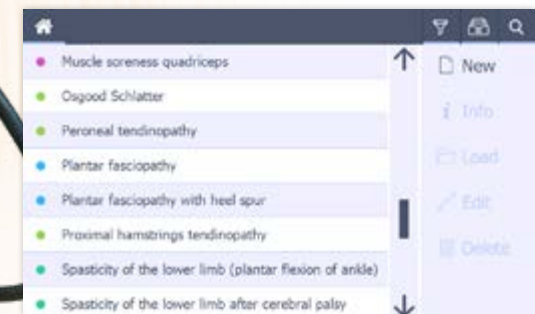 Muscle soreness quadriceps
Osgood Schlatter
Peroneal tendinopathy
Plantar fasciopathy
Plantar fasciopathy with heel spur
Proximal hamstrings tendinopathy
Spasticity of the lower limb (plantar flexion of ankle)
Spasticity of the lower limb after cerebral palsy
New
Info
Load
Edit
Delete